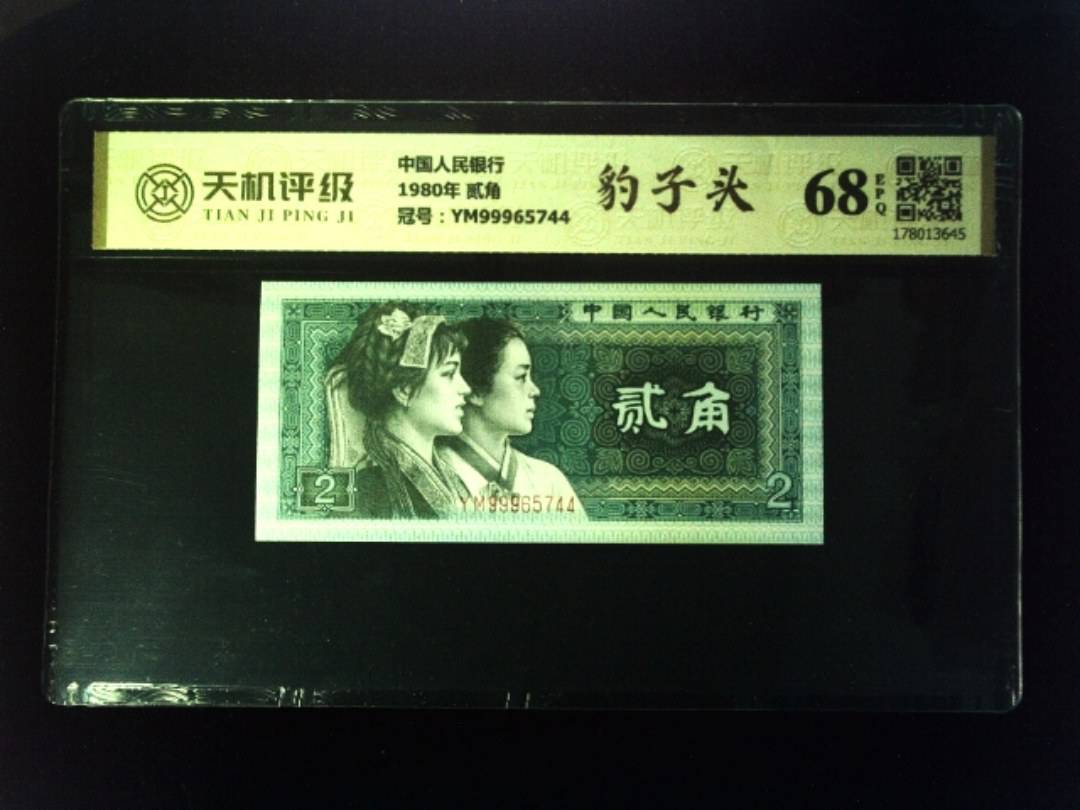 天机评级
TIAN JI PING JI
中国人民银行
1980年 贰角
冠号：YM99965744
豹子头
68
EPQ
178013645
中国人民银行
贰角
2
2
YM99965744